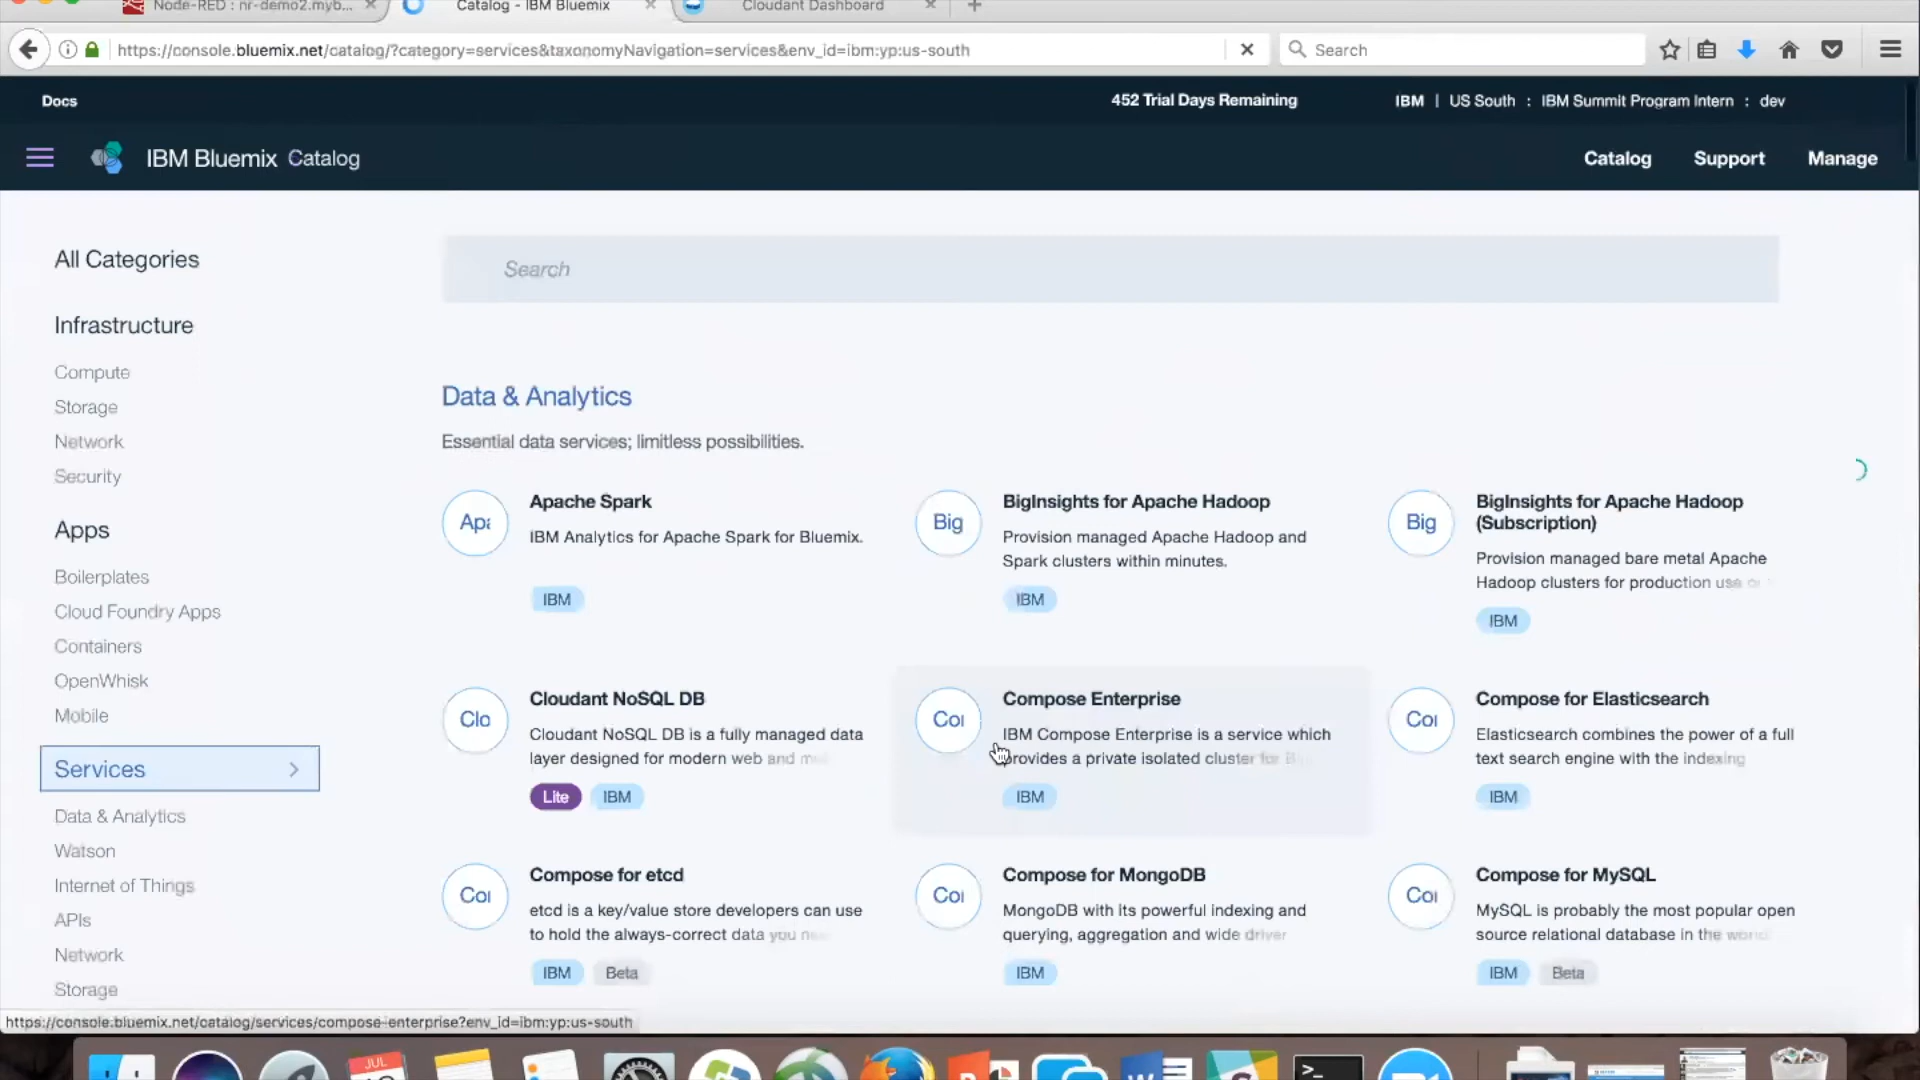 Node-RED : nr-demo2.myb...
Catalog - IBM Bluemix
Cloudant Dashboard
https://console.bluemix.net/catalog/?category=services&taxonomyNavigation=services&env_id=ibm:yp:us-south
Search
Docs
452 Trial Days Remaining
IBM | US South : IBM Summit Program Intern : dev
IBM Bluemix Catalog
Catalog
Support
Manage
All Categories
Infrastructure
Compute
Storage
Network
Security
Apps
Boilerplates
Cloud Foundry Apps
Containers
OpenWhisk
Mobile
Services
Data & Analytics
Watson
Internet of Things
APIs
Network
Storage
Search
Data & Analytics
Essential data services; limitless possibilities.
Apa
Apache Spark
IBM Analytics for Apache Spark for Bluemix.
IBM
Big
BigInsights for Apache Hadoop
Provision managed Apache Hadoop and
Spark clusters within minutes.
IBM
Big
BigInsights for Apache Hadoop
(Subscription)
Provision managed bare metal Apache
Hadoop clusters for production use
IBM
Clo
Cloudant NoSQL DB
Cloudant NoSQL DB is a fully managed data
layer designed for modern web and
Lite
IBM
Compose Enterprise
IBM Compose Enterprise is a service which
provides a private isolated cluster for
IBM
Compose for Elasticsearch
Elasticsearch combines the power of a full
text search engine with the indexing
IBM
Compose for etcd
etcd is a key/value store developers can use
to hold the always-correct data you
IBM
Beta
Compose for MongoDB
MongoDB with its powerful indexing and
querying, aggregation and wide driver
IBM
Compose for MySQL
MySQL is probably the most popular open
source relational database in the world.
IBM
Beta
https://console.bluemix.net/catalog/services/compose-enterprise?env_id=ibm:yp:us-south
JUL